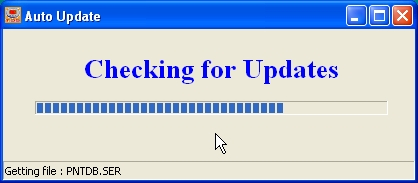 Auto Update
Checking for Updates
Getting file : PNTDB.SER